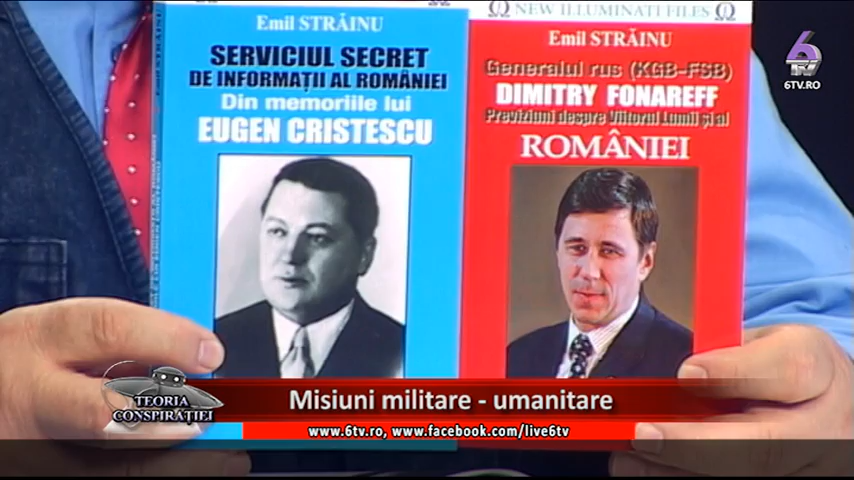 Emil STRĂINU
SERVICIUL SECRET
DE INFORMAȚII AL ROMÂNIEI
Din memoriile lui
EUGEN CRISTESCU
NEW ILLUMINATI FILES
Emil STRĂINU
Generalul rus (KGB-FSB)
DIMITRY FONAREFF
Previziuni despre Viitorul Lumii și al
ROMÂNIEI
6
TV
6TV.RO
TEORIA
CONSPIRAȚIEI
Misiuni militare - umanitare
www.6tv.ro, www.facebook.com/live6tv